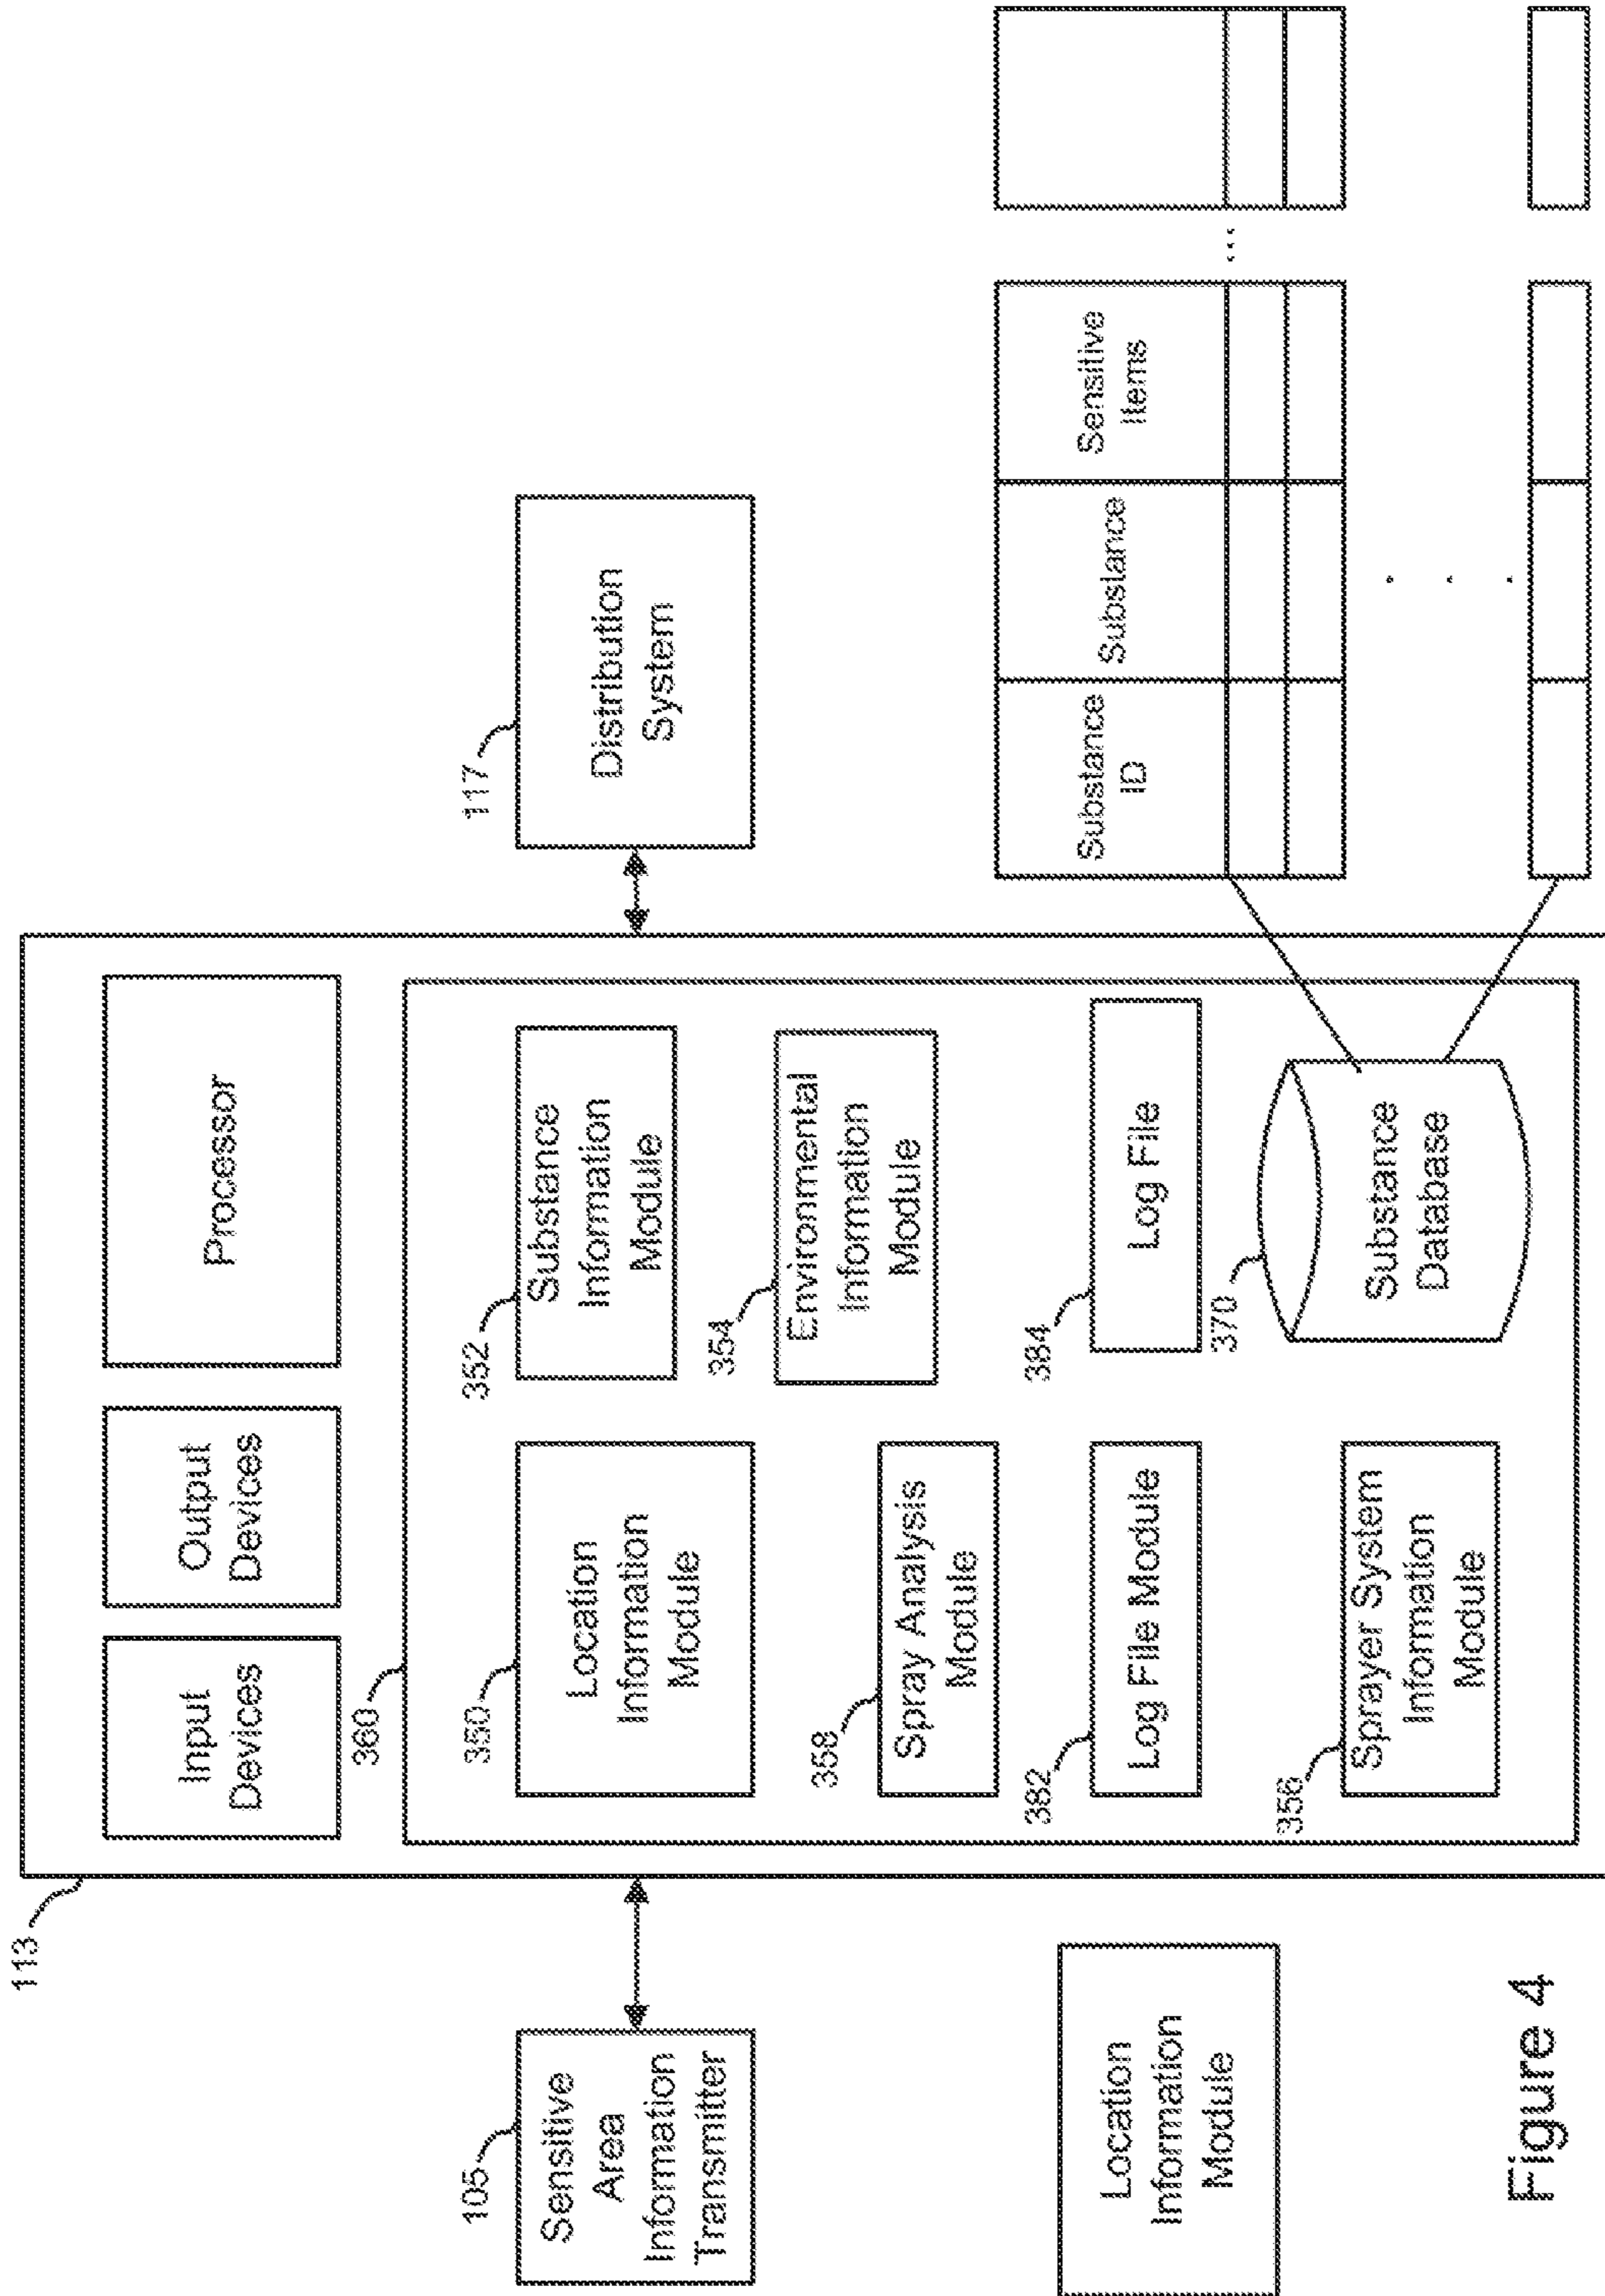 113
Input
Devices
Output
Devices
Processor
360
105
Sensitive
Area
Information
Transmitter
350
Location
Information
Module
352
Substance
Information
Module
117
Distribution
System
354
Environmental
Information
Module
358
Spray Analysis
Module
382
Log File Module
384
Log File
Location
Information
Module
356
Sprayer System
Information
Module
370
Substance
Database
Substance
ID
Substance
Sensitive
Items
...
. . .
Figure 4